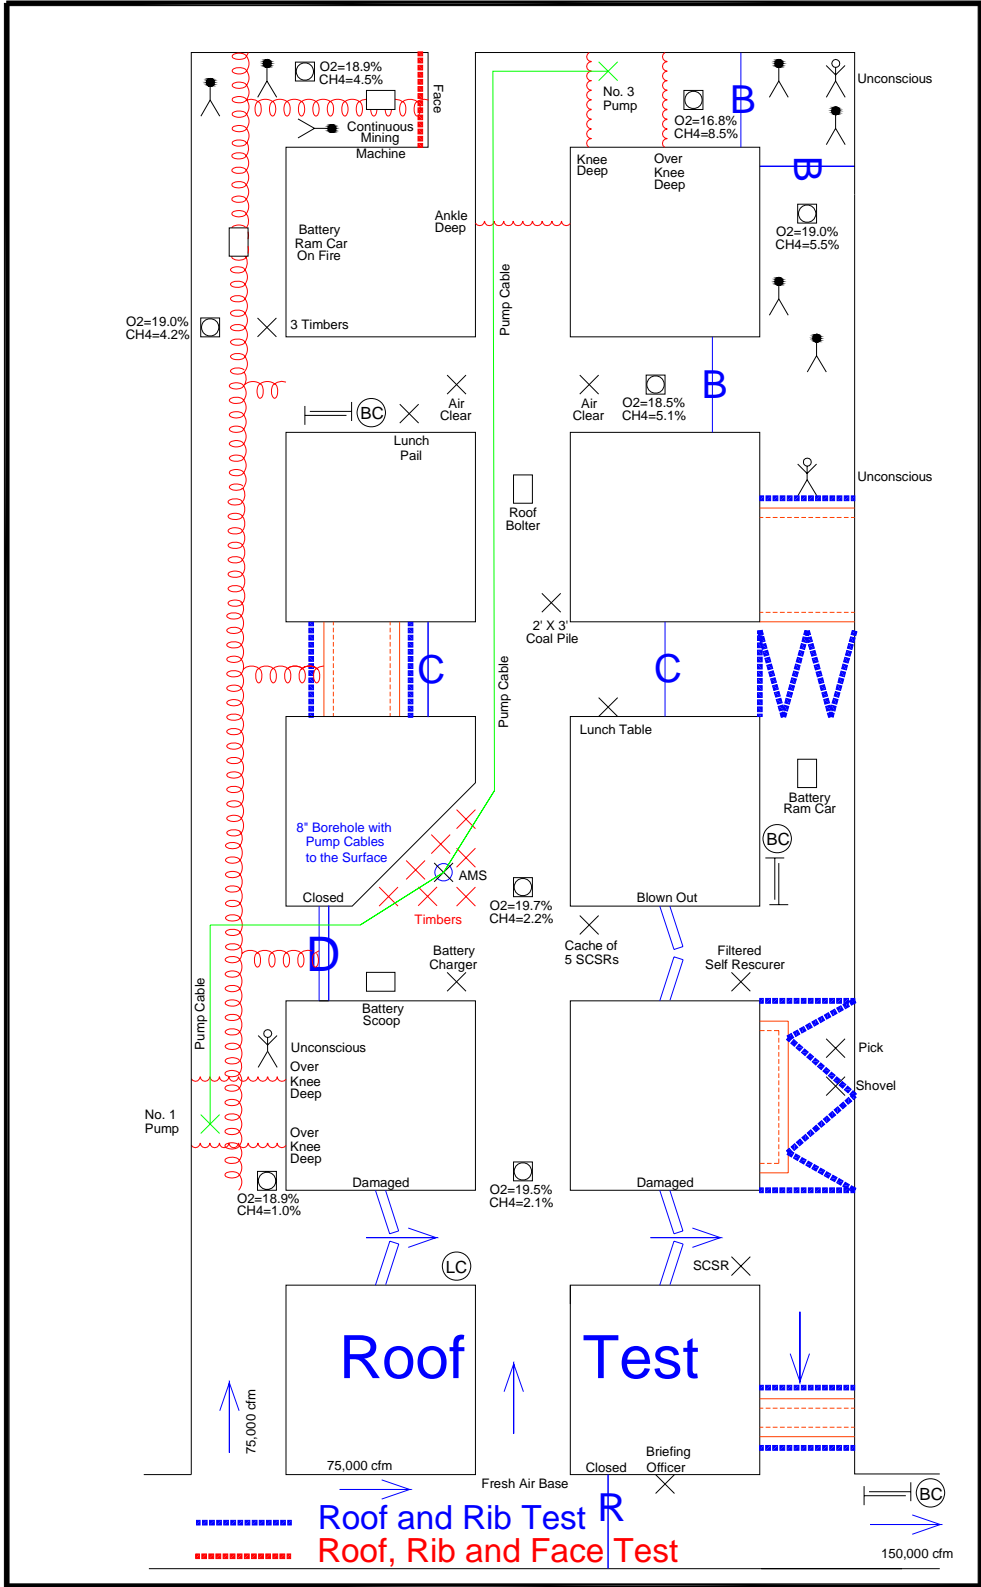 O2=18.9%
CH4=4.5%
Face
Continuous
Mining
Machine
No. 3
Pump
O2=16.8%
CH4=8.5%
B
Unconscious
Knee
Deep
Over
Knee
Deep
B
Ankle
Deep
Battery
Ram Car
On Fire
O2=19.0%
CH4=5.5%
Pump Cable
O2=19.0%
CH4=4.2%
3 Timbers
BC
Lunch
Pail
Air
Clear
Air
Clear
O2=18.5%
CH4=5.1%
B
Unconscious
Roof
Bolter
2' X 3'
Coal Pile
C
Pump Cable
C
Lunch Table
Battery
Ram Car
8" Borehole with
Pump Cables
to the Surface
BC
AMS
Closed
Timbers
O2=19.7%
CH4=2.2%
Blown Out
D
Cache of
5 SCSRs
Battery
Charger
Filtered
Self Rescurer
Pump Cable
Battery
Scoop
Unconscious
Over
Knee
Deep
Pick
Shovel
No. 1
Pump
Over
Knee
Deep
O2=18.9%
CH4=1.0%
Damaged
O2=19.5%
CH4=2.1%
Damaged
LC
SCSR
Roof Test
75,000 cfm
75,000 cfm
Fresh Air Base
Closed
Briefing
Officer
R
BC
Roof and Rib Test
Roof, Rib and Face Test
150,000 cfm